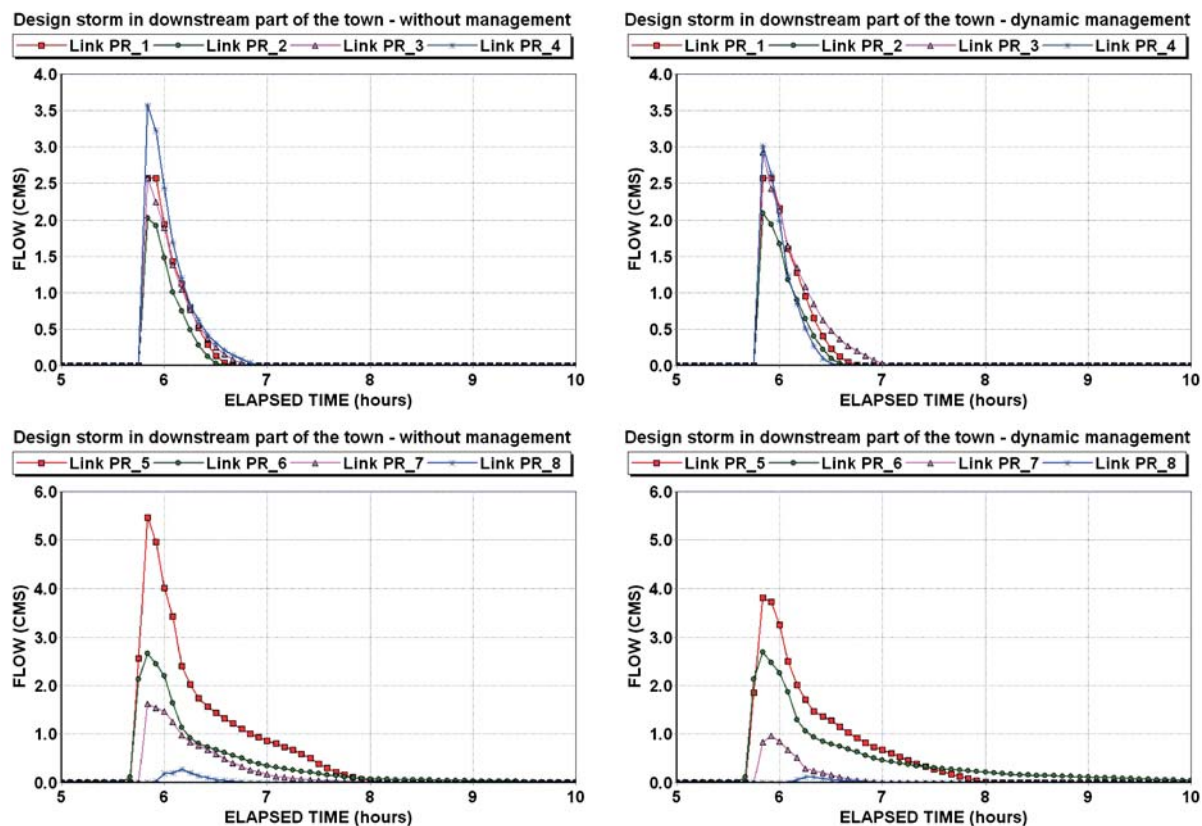 Design storm in downstream part of the town - without management
Link PR_1 Link PR_2 Link PR_3 Link PR_4
4.0
3.5
3.0
2.5
2.0
1.5
1.0
0.5
0.0
FLOW (CMS)
5 6 7 8 9 10
ELAPSED TIME (hours)
Design storm in downstream part of the town - dynamic management
Link PR_1 Link PR_2 Link PR_3 Link PR_4
4.0
3.5
3.0
2.5
2.0
1.5
1.0
0.5
0.0
FLOW (CMS)
5 6 7 8 9 10
ELAPSED TIME (hours)
Design storm in downstream part of the town - without management
Link PR_5 Link PR_6 Link PR_7 Link PR_8
6.0
5.0
4.0
3.0
2.0
1.0
0.0
FLOW (CMS)
5 6 7 8 9 10
ELAPSED TIME (hours)
Design storm in downstream part of the town - dynamic management
Link PR_5 Link PR_6 Link PR_7 Link PR_8
6.0
5.0
4.0
3.0
2.0
1.0
0.0
FLOW (CMS)
5 6 7 8 9 10
ELAPSED TIME (hours)